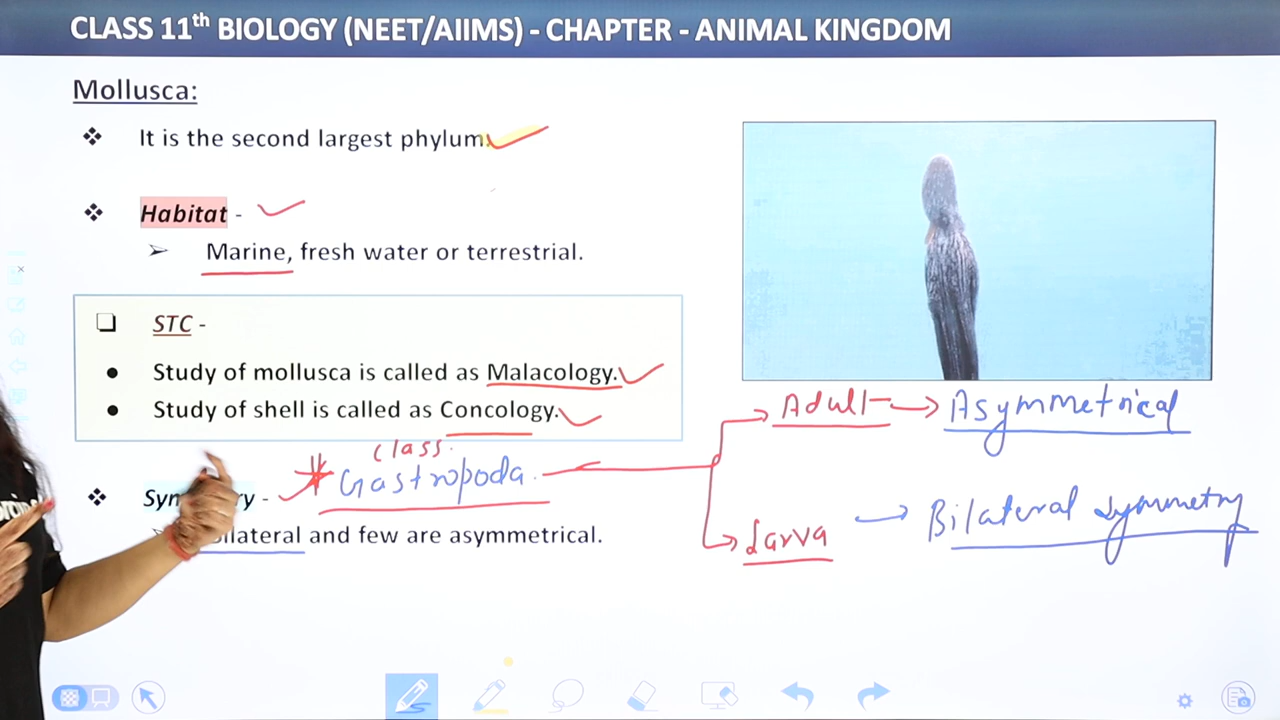 CLASS 11th BIOLOGY (NEET/AIIMS) - CHAPTER - ANIMAL KINGDOM
Mollusca:
It is the second largest phylum.
Habitat -
Marine, fresh water or terrestrial.
STC -
Study of mollusca is called as Malacology.
Study of shell is called as Concology.
class
Gastropoda
Adult → Asymmetrical
Larva → Bilateral symmetry
and few are asymmetrical.